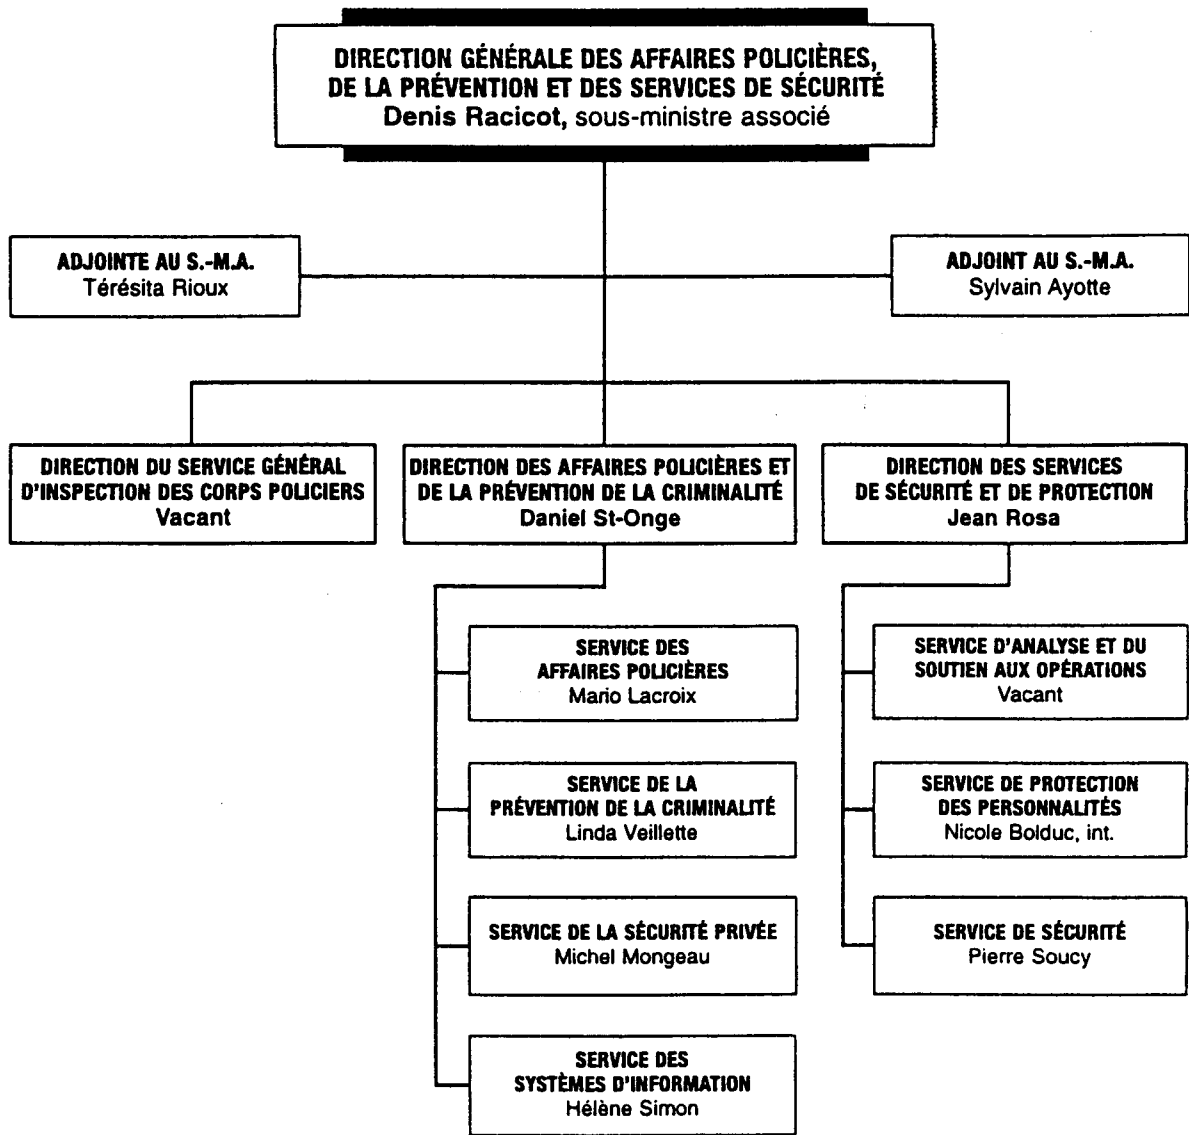 DIRECTION GÉNÉRALE DES AFFAIRES POLICIÈRES,
DE LA PRÉVENTION ET DES SERVICES DE SÉCURITÉ
Denis Racicot, sous-ministre associé
ADJOINTE AU S.-M.A.
Térésita Rioux
ADJOINT AU S.-M.A.
Sylvain Ayotte
DIRECTION DU SERVICE GÉNÉRAL
D'INSPECTION DES CORPS POLICIERS
Vacant
DIRECTION DES AFFAIRES POLICIÈRES ET
DE LA PRÉVENTION DE LA CRIMINALITÉ
Daniel St-Onge
DIRECTION DES SERVICES
DE SÉCURITÉ ET DE PROTECTION
Jean Rosa
SERVICE DES
AFFAIRES POLICIÈRES
Mario Lacroix
SERVICE DE LA
PRÉVENTION DE LA CRIMINALITÉ
Linda Veillette
SERVICE DE LA SÉCURITÉ PRIVÉE
Michel Mongeau
SERVICE DES
SYSTÈMES D'INFORMATION
Hélène Simon
SERVICE D'ANALYSE ET DU
SOUTIEN AUX OPÉRATIONS
Vacant
SERVICE DE PROTECTION
DES PERSONNALITÉS
Nicole Bolduc, int.
SERVICE DE SÉCURITÉ
Pierre Soucy